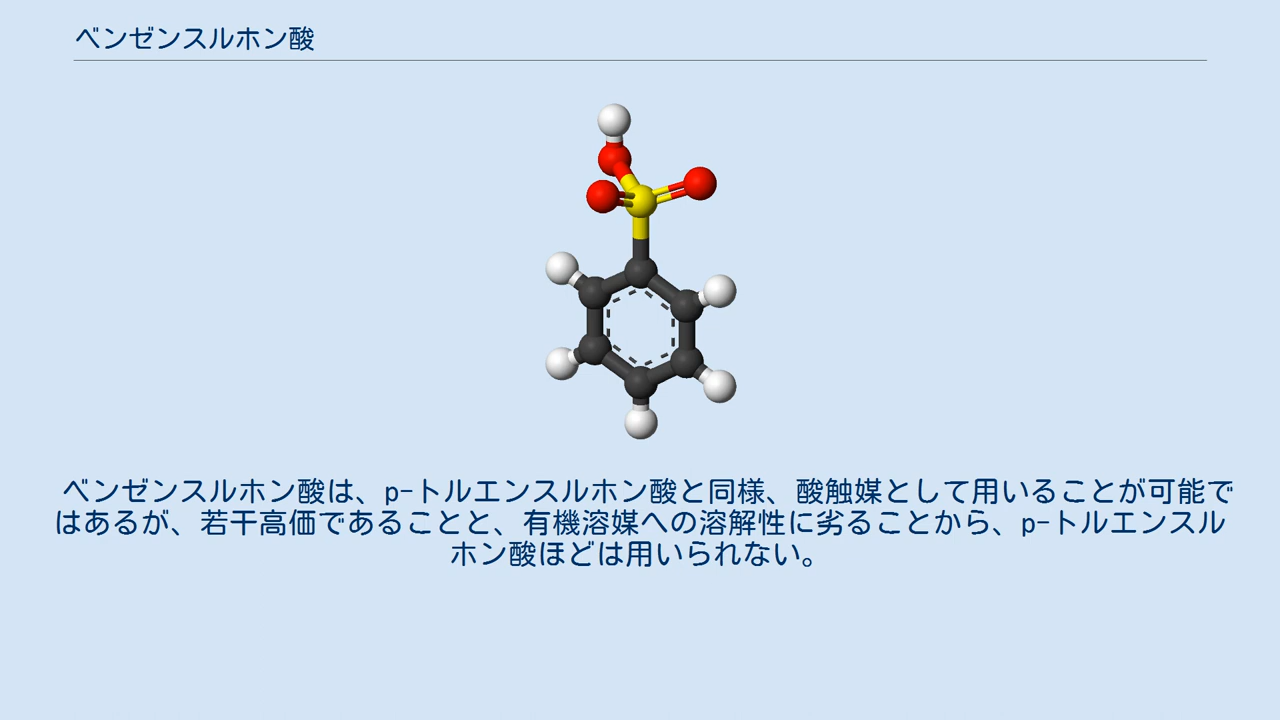 ベンゼンスルホン酸
ベンゼンスルホン酸は、p-トルエンスルホン酸と同様、酸触媒として用いることが可能で
はあるが、若干高価であることと、有機溶媒への溶解性に劣ることから、p-トルエンスル
ホン酸ほどは用いられない。